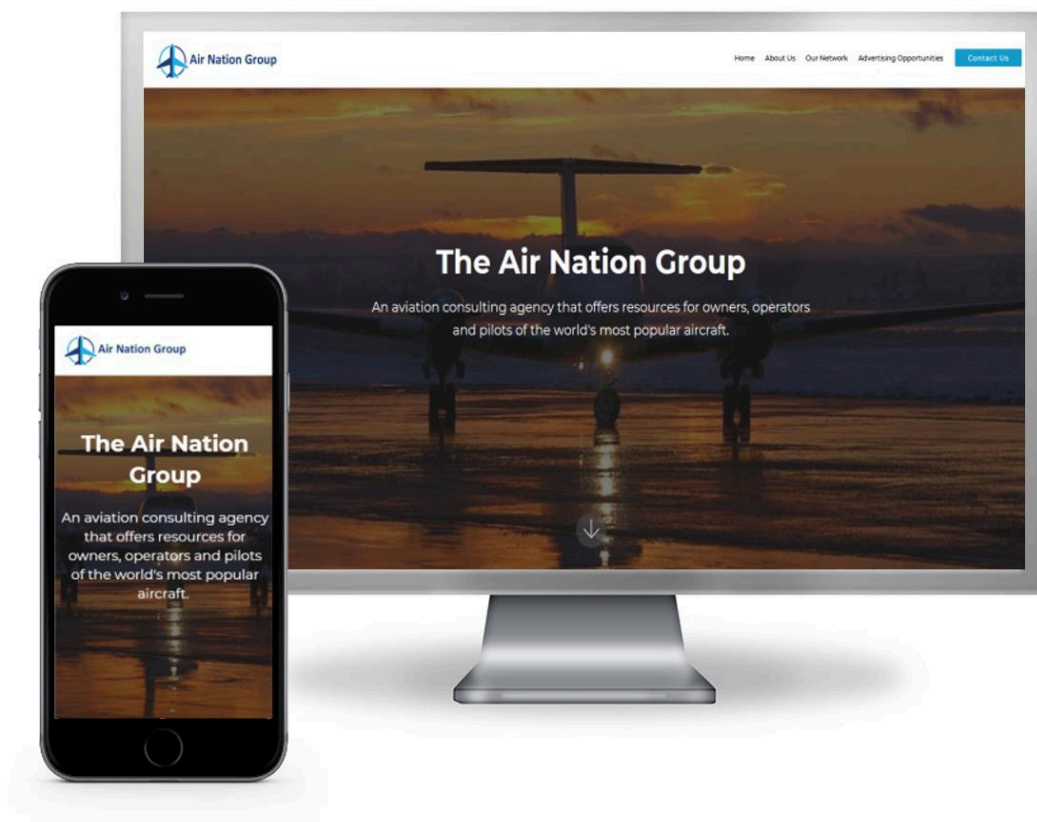 Air Nation Group
Home About Us Our Network Advertising Opportunities Contact Us
The Air Nation Group
An aviation consulting agency that offers resources for owners, operators
and pilots of the world's most popular aircraft.
Air Nation Group
The Air Nation
Group
An aviation consulting agency
that offers resources for
owners, operators and pilots
of the world's most popular
aircraft.